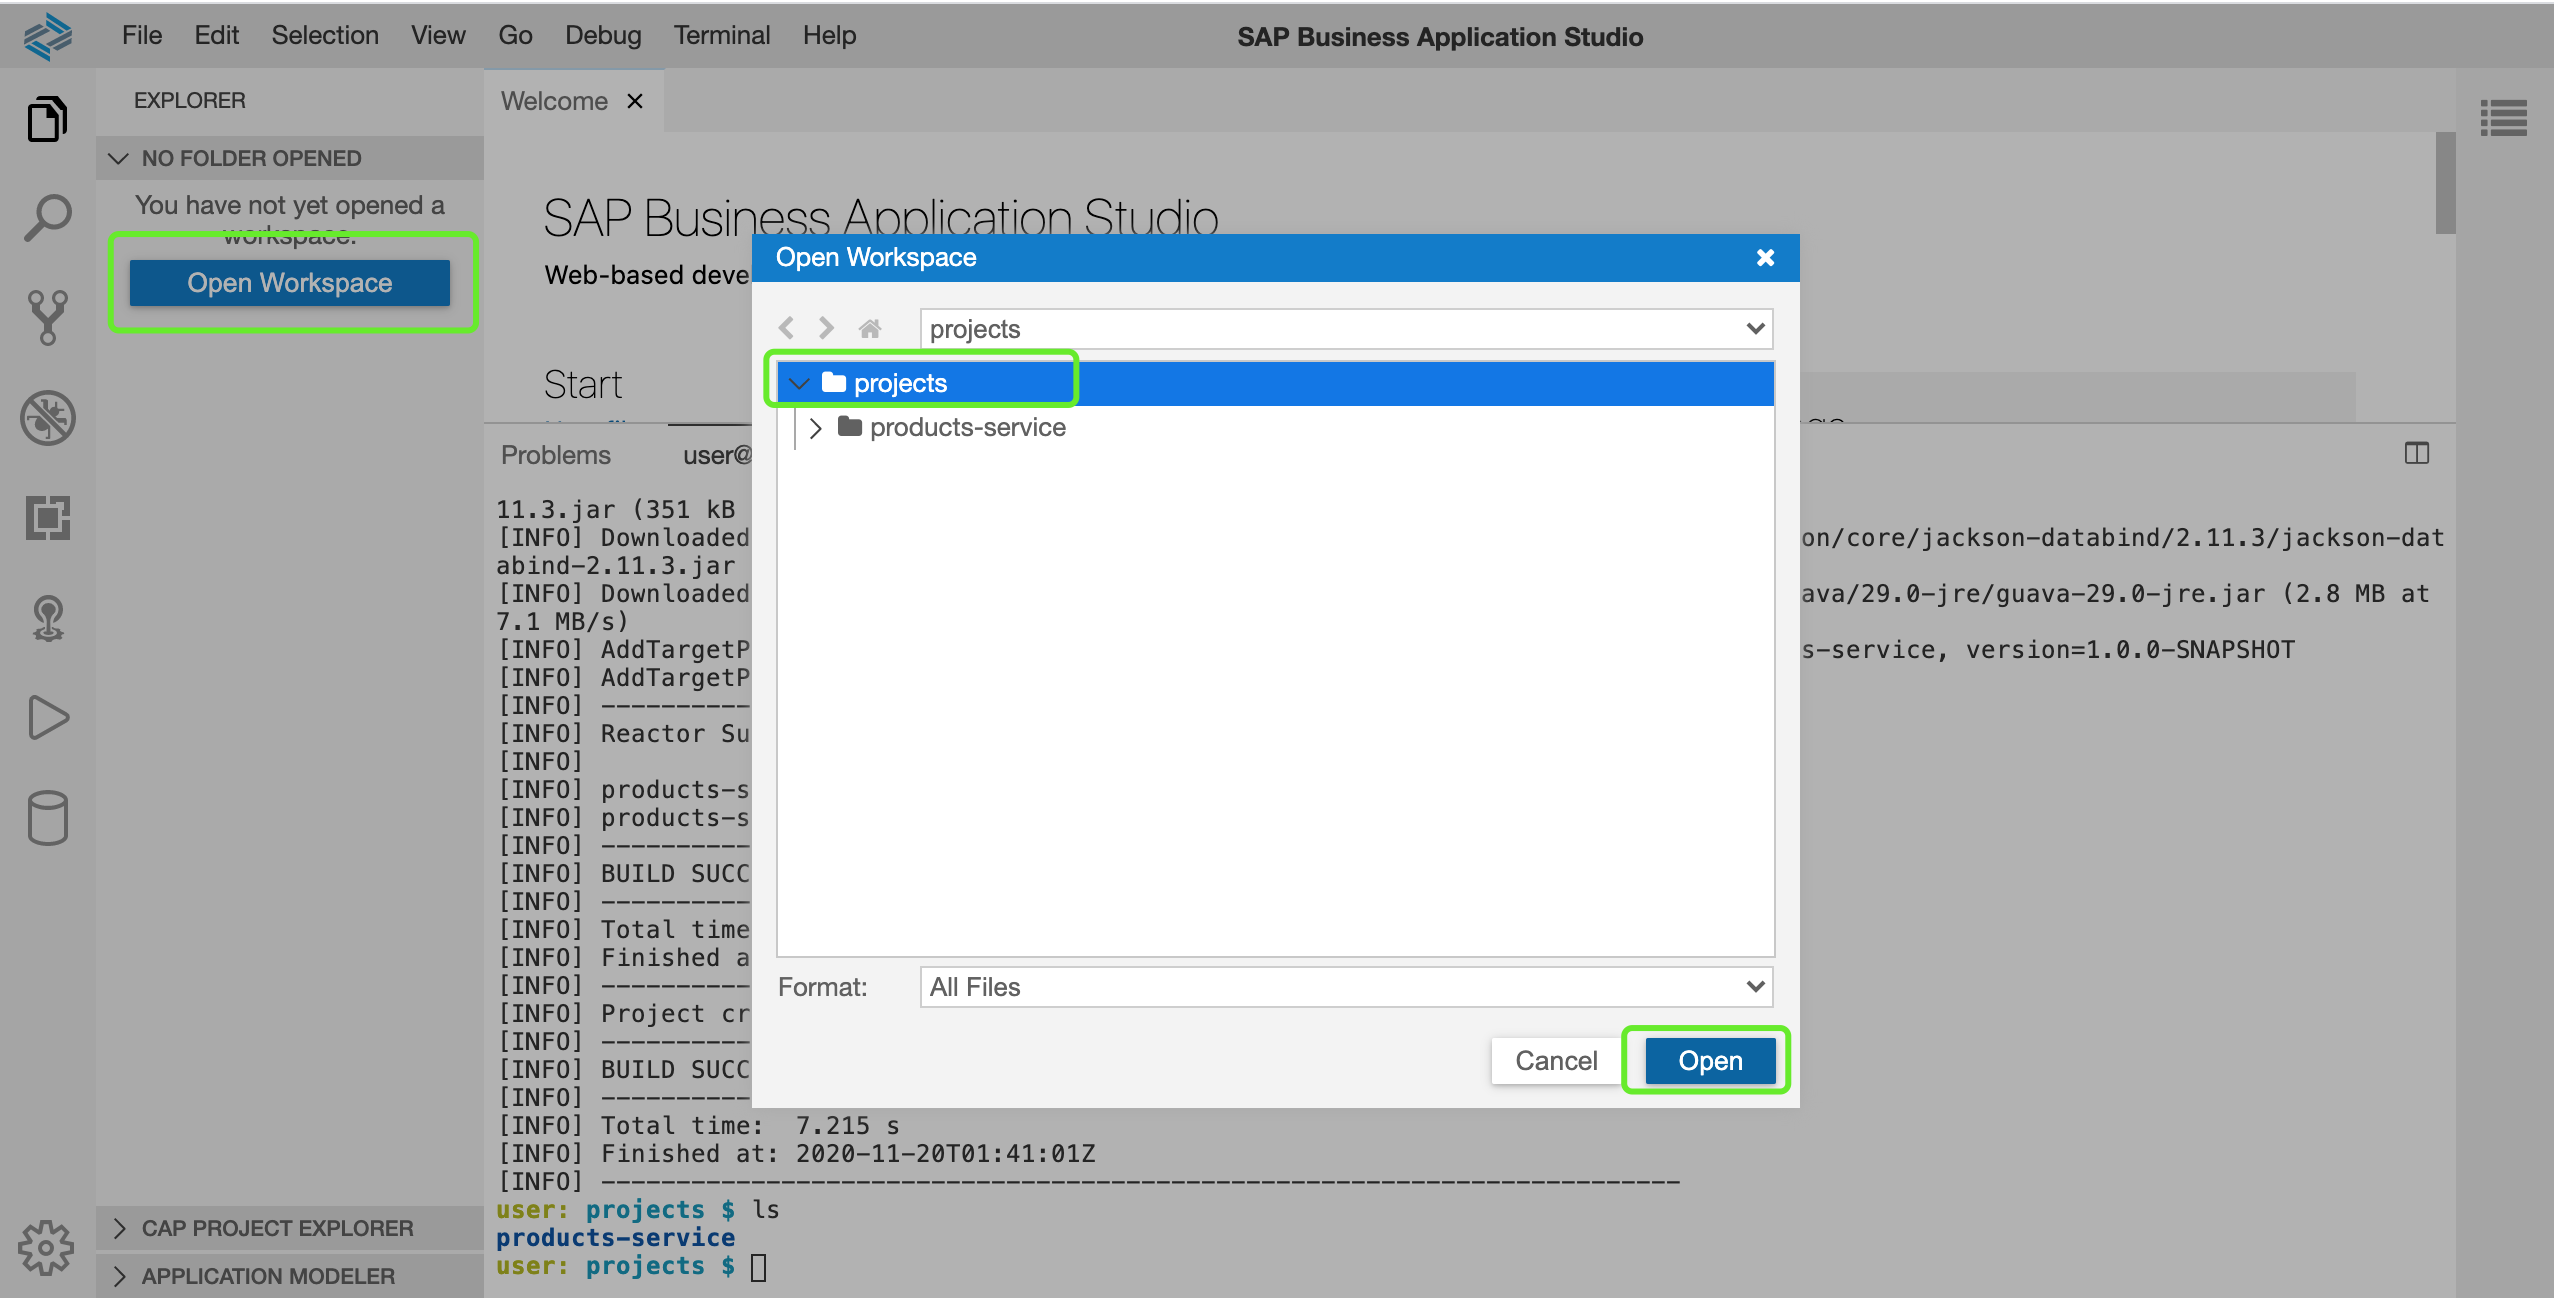 File Edit Selection View Go Debug Terminal Help
SAP Business Application Studio
EXPLORER
NO FOLDER OPENED
You have not yet opened a
workspace.
Open Workspace
CAP PROJECT EXPLORER
APPLICATION MODELER
Welcome
SAP Business Application Studio
Web-based deve
Start
Open Workspace
projects
projects
products-service
Format: All Files
Cancel Open
Problems user@
11.3.jar (351 kB
[INFO] Downloaded on/core/jackson-databind/2.11.3/jackson-dat
abind-2.11.3.jar
[INFO] Downloaded ava/29.0-jre/guava-29.0-jre.jar (2.8 MB at
7.1 MB/s)
[INFO] AddTargetP s-service, version=1.0.0-SNAPSHOT
[INFO] AddTargetP
[INFO] ----------
[INFO] Reactor Su
[INFO]
[INFO] products-s
[INFO] products-s
[INFO] ----------
[INFO] BUILD SUCC
[INFO] ----------
[INFO] Total time
[INFO] Finished a
[INFO] ----------
[INFO] Project cr
[INFO] ----------
[INFO] BUILD SUCC
[INFO] ----------
[INFO] Total time:  7.215 s
[INFO] Finished at: 2020-11-20T01:41:01Z
[INFO] ------------------------------------------------------------------------
user: projects $ ls
products-service
user: projects $